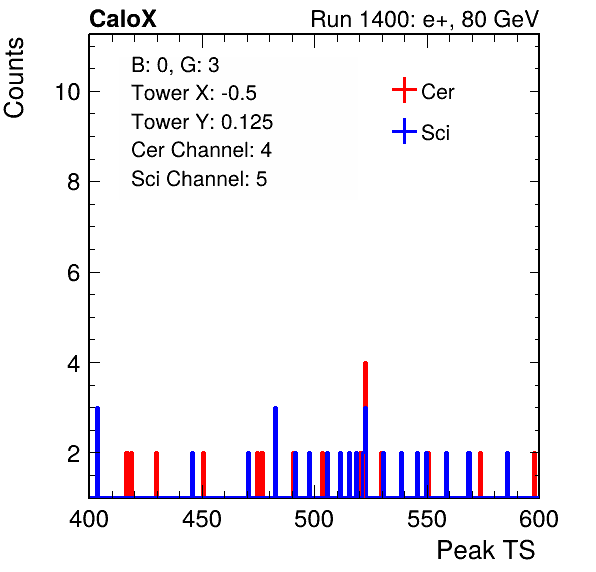 CaloX Run 1400: e+, 80 GeV
Counts
B: 0, G: 3
Tower X: -0.5
Tower Y: 0.125
Cer Channel: 4
Sci Channel: 5
Cer
Sci
10
8
6
4
2
400 450 500 550 600
Peak TS